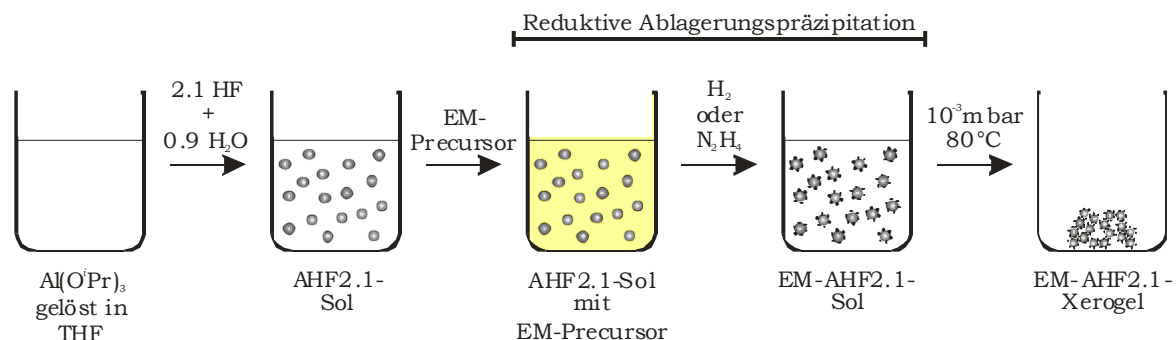 Reduktive Ablagerungspräzipitation
2.1 HF
+
0.9 H₂O
EM-
Precursor
H₂
oder
N₂H₄
10⁻³mbar
80°C
Al(OⁱPr)₃
gelöst in
THF
AHF2.1-
Sol
AHF2.1-Sol
mit
EM-Precursor
EM-AHF2.1-
Sol
EM-AHF2.1-
Xerogel